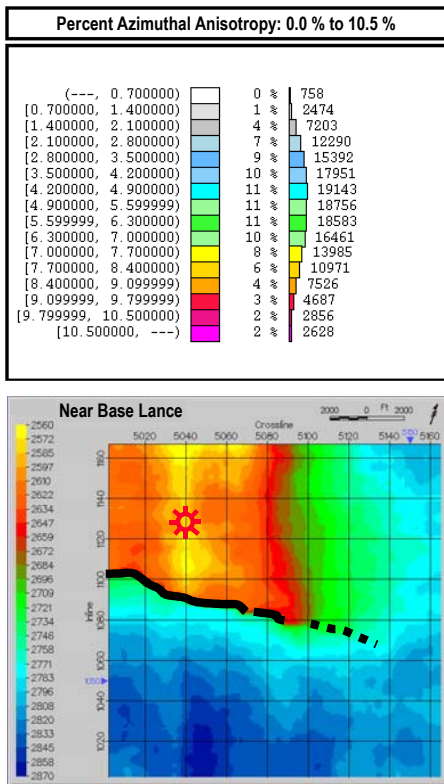 Percent Azimuthal Anisotropy: 0.0 % to 10.5 %
(---, 0.700000) 0 % 758
[0.700000, 1.400000) 1 % 2474
[1.400000, 2.100000) 4 % 7203
[2.100000, 2.800000) 7 % 12290
[2.800000, 3.500000) 9 % 15392
[3.500000, 4.200000) 10 % 17951
[4.200000, 4.900000) 11 % 19143
[4.900000, 5.599999) 11 % 18756
[5.599999, 6.300000) 11 % 18583
[6.300000, 7.000000) 10 % 16461
[7.000000, 7.700000) 8 % 13985
[7.700000, 8.400000) 6 % 10971
[8.400000, 9.099999) 4 % 7526
[9.099999, 9.799999) 3 % 4687
[9.799999, 10.500000) 2 % 2856
[10.500000, ---) 2 % 2628
Near Base Lance
2000 0 Ft 2000
Crossline
5150
5020 5040 5060 5080 5100 5120 5140 5160
2560
2572
2585
2597
2610
2622
2634
2647
2659
2672
2684
2696
2709
2721
2734
2746
2758
2771
2783
2796
2808
2820
2833
2845
2858
2870
Inline
1160
1140
1120
1100
1080
1060
1050
1040
1020